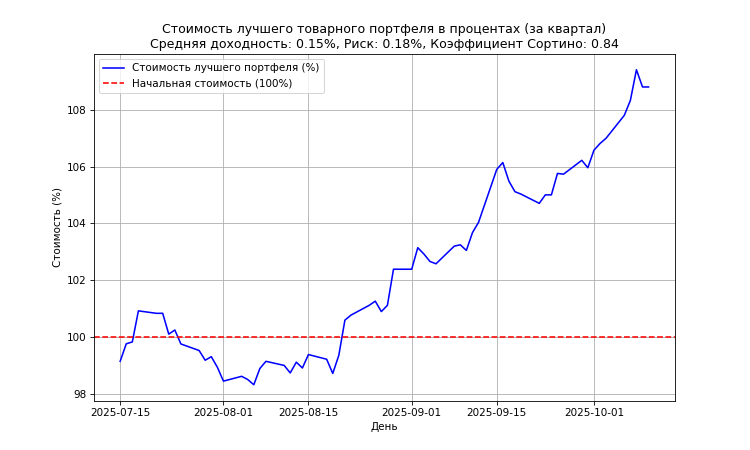 Стоимость лучшего товарного портфеля в процентах (за квартал)
Средняя доходность: 0.15%, Риск: 0.18%, Коэффициент Сортино: 0.84
Стоимость лучшего портфеля (%)
Начальная стоимость (100%)
Стоимость (%)
108
106
104
102
100
98
2025-07-15
2025-08-01
2025-08-15
2025-09-01
2025-09-15
2025-10-01
День